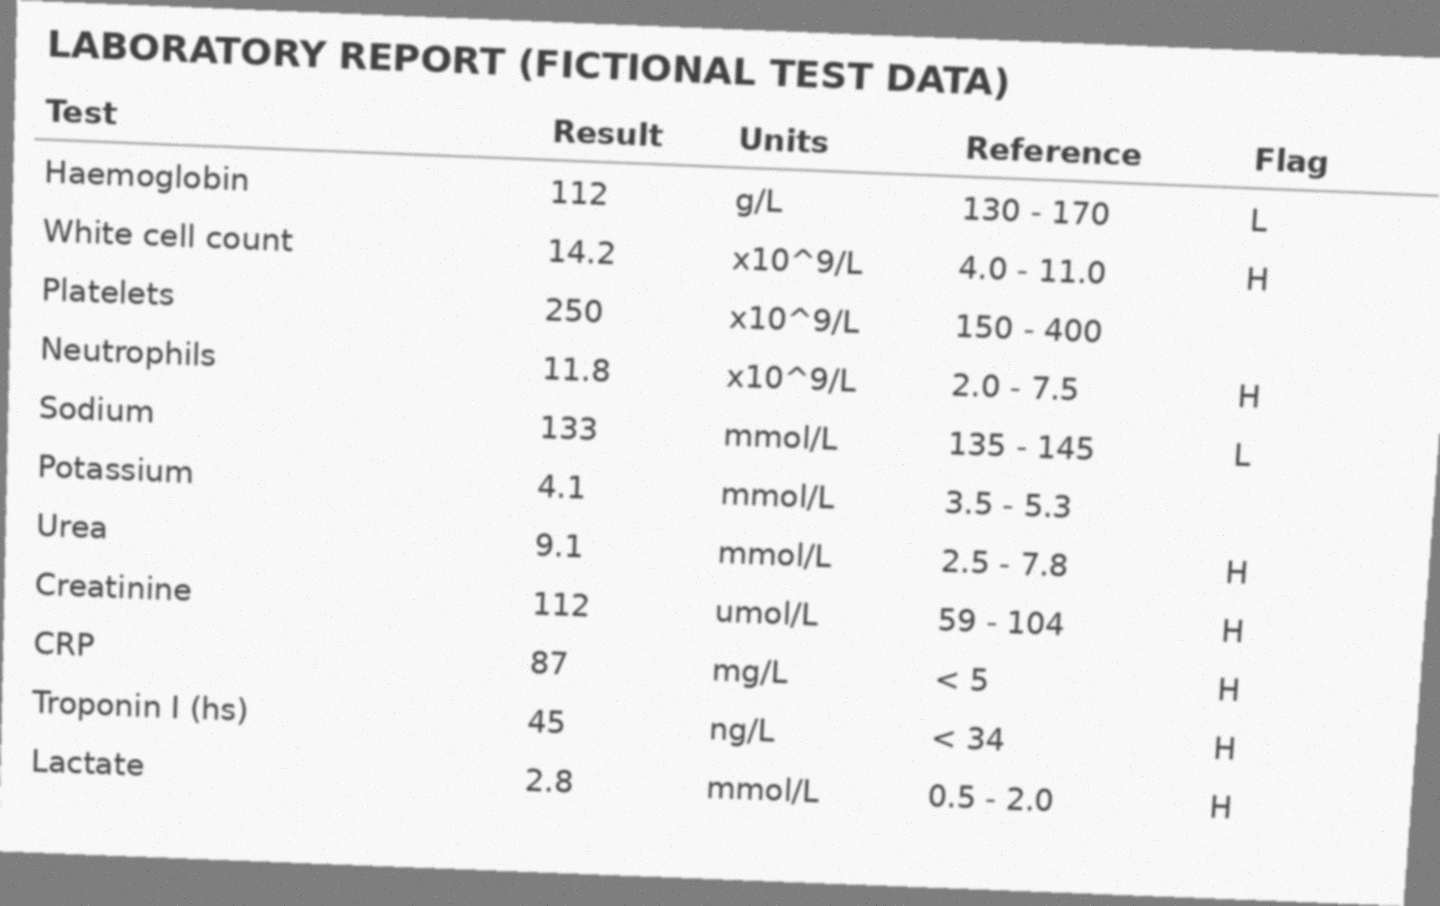 LABORATORY REPORT (FICTIONAL TEST DATA)
Test Result Units Reference Flag
Haemoglobin 112 g/L 130 - 170 L
White cell count 14.2 x10^9/L 4.0 - 11.0 H
Platelets 250 x10^9/L 150 - 400
Neutrophils 11.8 x10^9/L 2.0 - 7.5 H
Sodium 133 mmol/L 135 - 145 L
Potassium 4.1 mmol/L 3.5 - 5.3
Urea 9.1 mmol/L 2.5 - 7.8 H
Creatinine 112 umol/L 59 - 104 H
CRP 87 mg/L < 5 H
Troponin I (hs) 45 ng/L < 34 H
Lactate 2.8 mmol/L 0.5 - 2.0 H